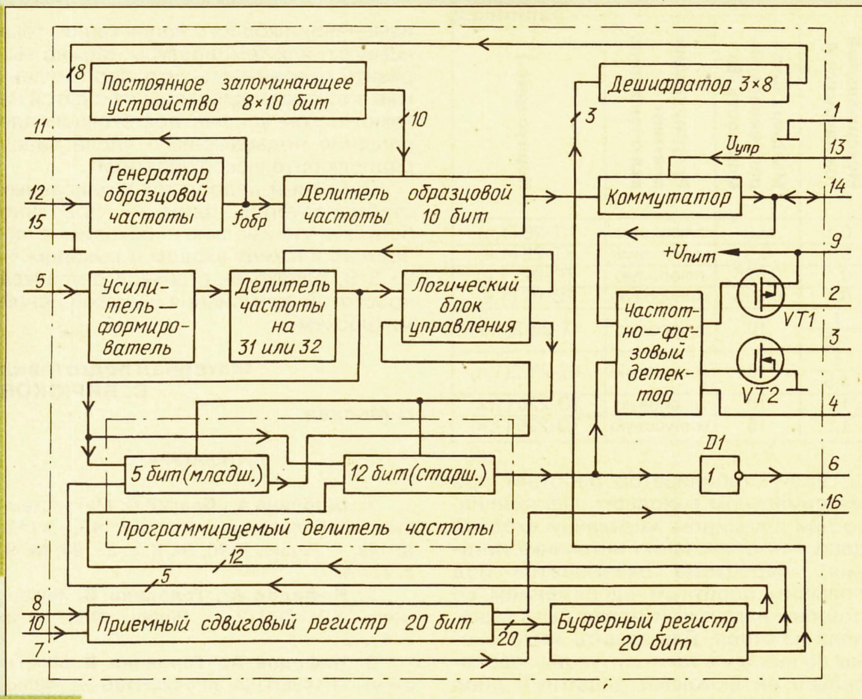 8
Постоянное запоминающее
устройство 8×10 бит
10
Дешифратор 3×8
3
1
11
Uупр
13
12
Генератор
образцовой
частоты
fобр
Делитель образцовой
частоты 10 бит
Коммутатор
14
15
+Uпит
9
5
Усили-
тель—
формиро-
ватель
Делитель
частоты
на
31 или 32
Логический
блок
управления
Частот-
но-фа-
зовый
детек-
тор
VT1
2
3
VT2
4
D1
5 бит(младш.)
12 бит(старш.)
1
6
16
Программируемый делитель частоты
5
12
8
10
Приемный сдвиговый регистр 20 бит
20
Буферный регистр
20 бит
7